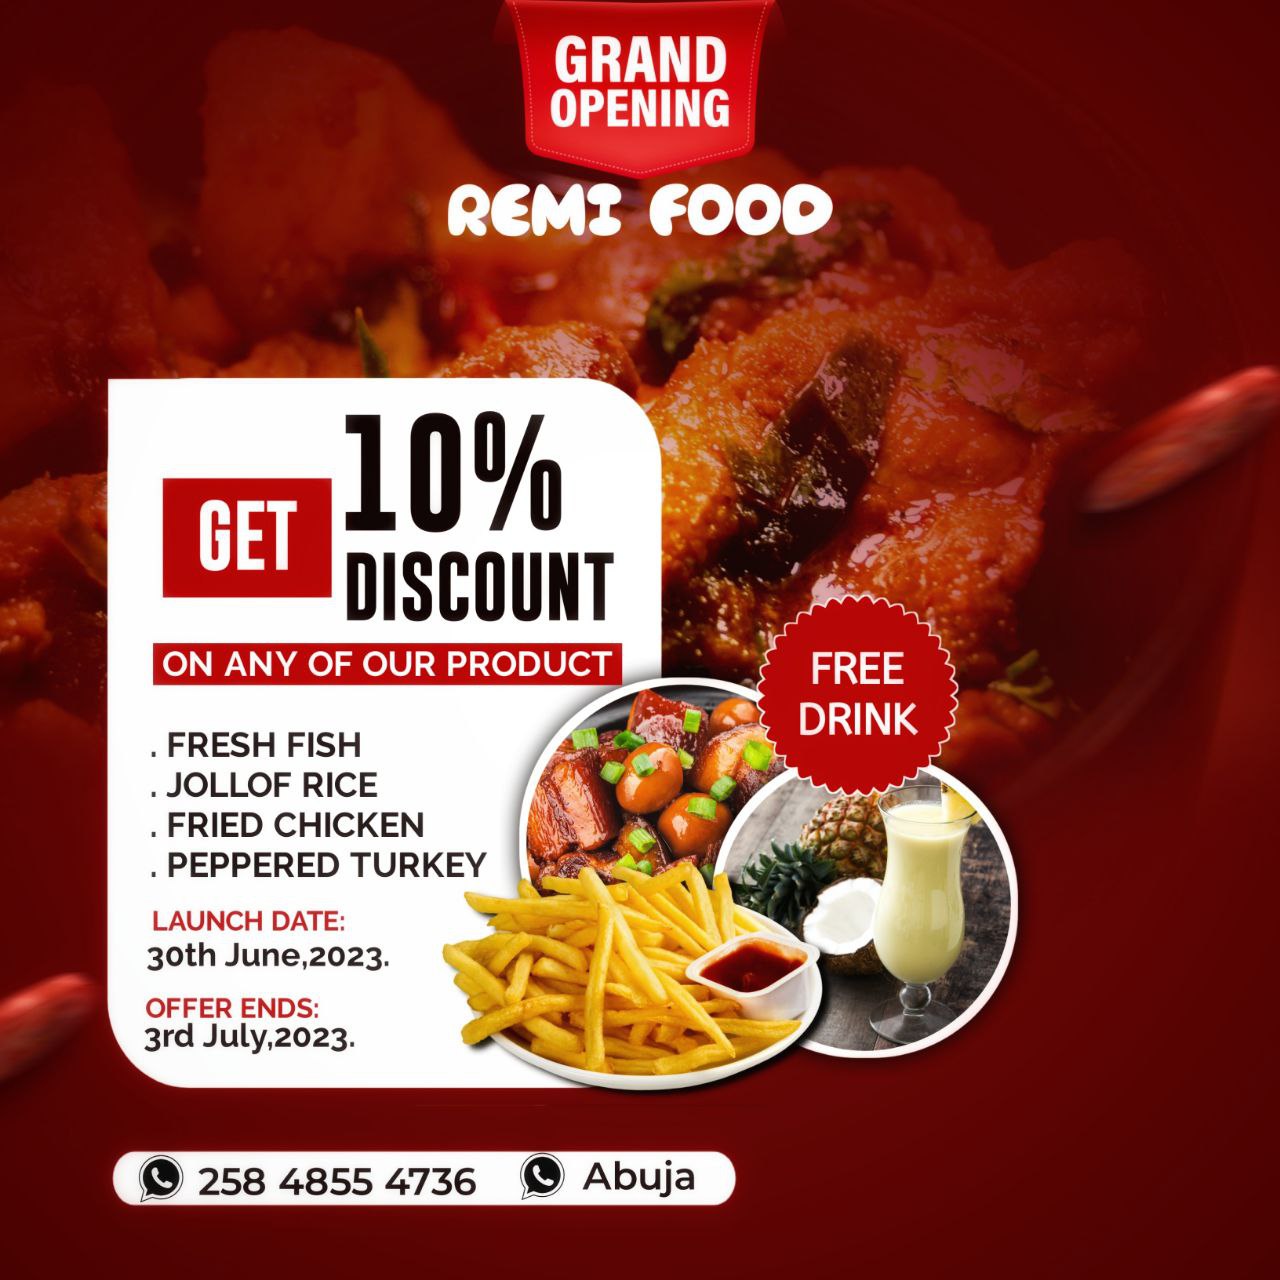 GRAND
OPENING
REMI FOOD
GET
10%
DISCOUNT
ON ANY OF OUR PRODUCT
. FRESH FISH
. JOLLOF RICE
. FRIED CHICKEN
. PEPPERED TURKEY
LAUNCH DATE:
30th June,2023.
OFFER ENDS:
3rd July,2023.
FREE
DRINK
258 4855 4736
Abuja